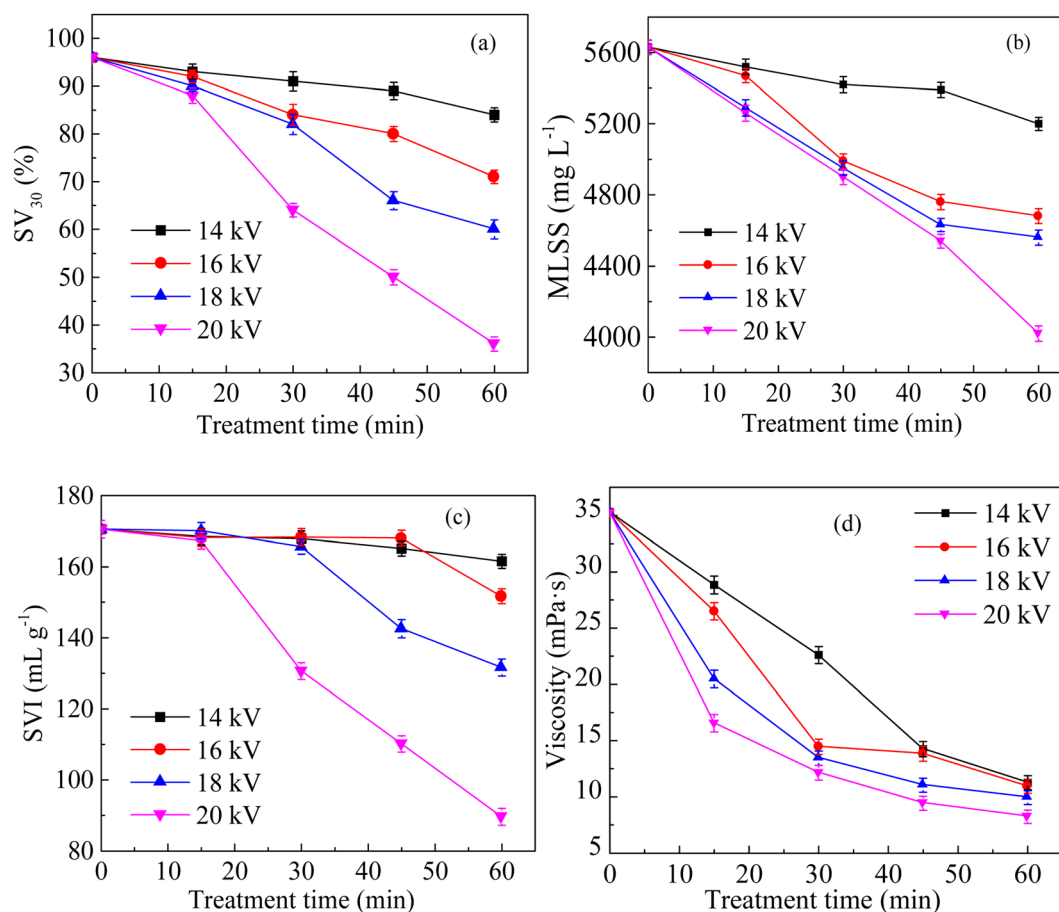 (a)
SV30 (%)
100
90
80
70
60
50
40
30
14 kV
16 kV
18 kV
20 kV
0 10 20 30 40 50 60
Treatment time (min)
(b)
MLSS (mg L-1)
5600
5200
4800
4400
4000
14 kV
16 kV
18 kV
20 kV
0 10 20 30 40 50 60
Treatment time (min)
(c)
SVI (mL g-1)
180
160
140
120
100
80
14 kV
16 kV
18 kV
20 kV
0 10 20 30 40 50 60
Treatment time (min)
(d)
Viscosity (mPa·s)
35
30
25
20
15
10
5
14 kV
16 kV
18 kV
20 kV
0 10 20 30 40 50 60
Treatment time (min)